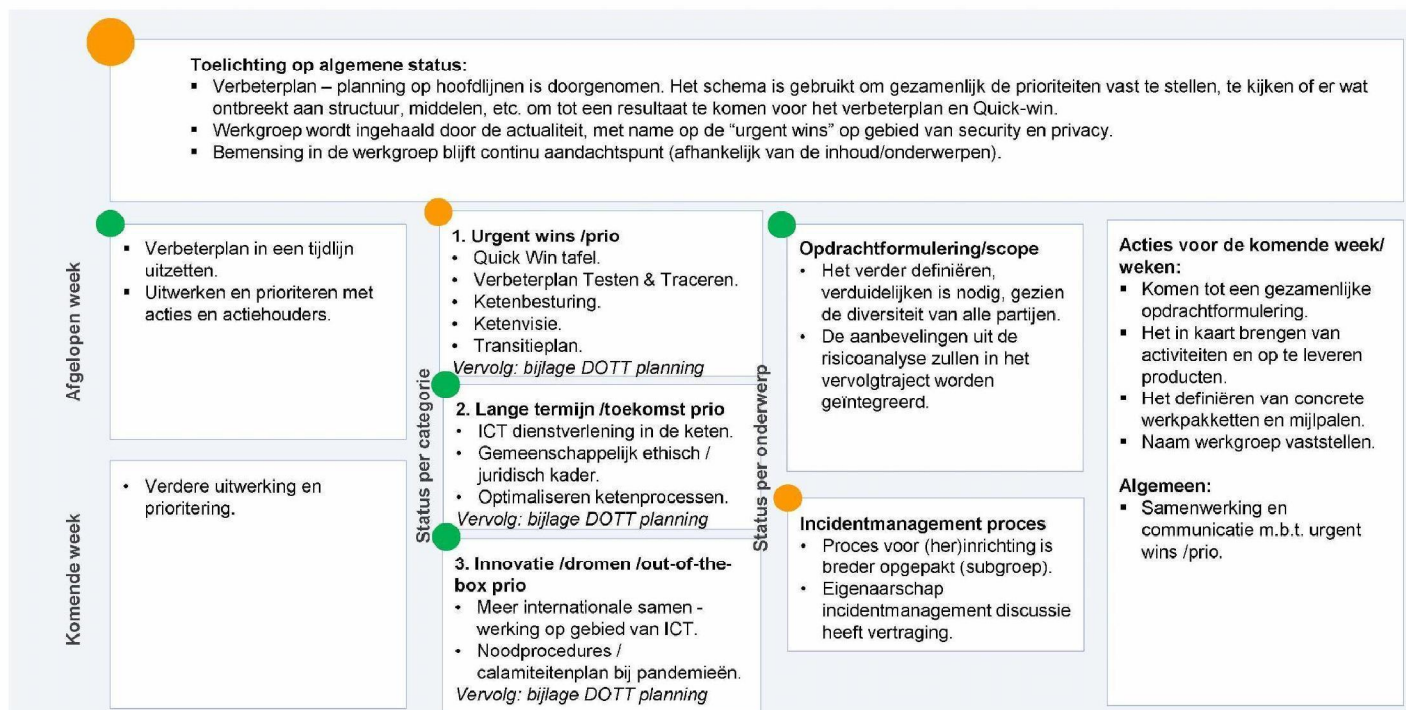 Toelichting op algemene status:
▪ Verbeterplan – planning op hoofdlijnen is doorgenomen. Het schema is gebruikt om gezamenlijk de prioriteiten vast te stellen, te kijken of er wat
ontbreekt aan structuur, middelen, etc. om tot een resultaat te komen voor het verbeterplan en Quick-win.
▪ Werkgroep wordt ingehaald door de actualiteit, met name op de “urgent wins” op gebied van security en privacy.
▪ Bemensing in de werkgroep blijft continu aandachtspunt (afhankelijk van de inhoud/onderwerpen).
Afgelopen week
▪ Verbeterplan in een tijdlijn
uitzetten.
▪ Uitwerken en prioriteren met
acties en actiehouders.
Komende week
• Verdere uitwerking en
prioritering.
Status per categorie
1. Urgent wins /prio
• Quick Win tafel.
• Verbeterplan Testen & Traceren.
• Ketenbesturing.
• Ketenvisie.
• Transitieplan.
Vervolg: bijlage DOTT planning
2. Lange termijn /toekomst prio
• ICT dienstverlening in de keten.
• Gemeenschappelijk ethisch /
juridisch kader.
• Optimaliseren ketenprocessen.
Vervolg: bijlage DOTT planning
3. Innovatie /dromen /out-of-the-
box prio
• Meer internationale samen -
werking op gebied van ICT.
• Noodprocedures /
calamiteitenplan bij pandemieën.
Vervolg: bijlage DOTT planning
Status per onderwerp
Opdrachtformulering/scope
• Het verder definiëren,
verduidelijken is nodig, gezien
de diversiteit van alle partijen.
• De aanbevelingen uit de
risicoanalyse zullen in het
vervolgtraject worden
geïntegreerd.
Incidentmanagement proces
• Proces voor (her)inrichting is
breder opgepakt (subgroep).
• Eigenaarschap
incidentmanagement discussie
heeft vertraging.
Acties voor de komende week/
weken:
▪ Komen tot een gezamenlijke
opdrachtformulering.
▪ Het in kaart brengen van
activiteiten en op te leveren
producten.
▪ Het definiëren van concrete
werkpakketten en mijlpalen.
▪ Naam werkgroep vaststellen.
Algemeen:
▪ Samenwerking en
communicatie m.b.t. urgent
wins /prio.